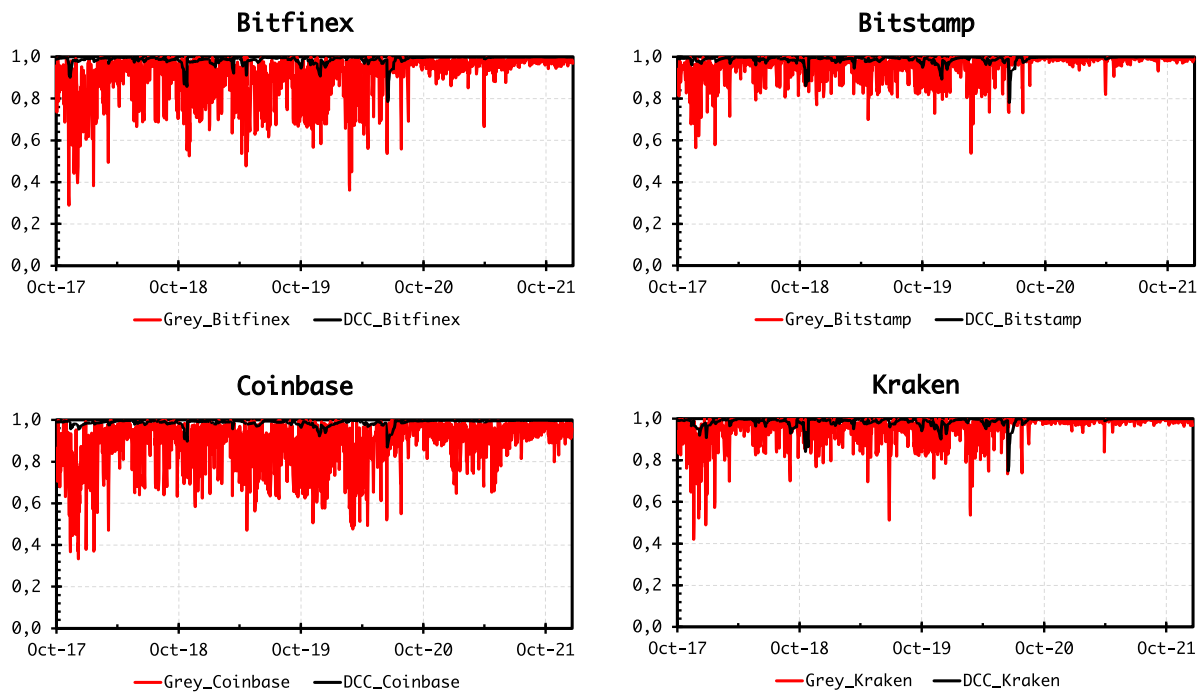 Bitfinex
1,0
0,8
0,6
0,4
0,2
0,0
Oct-17 Oct-18 Oct-19 Oct-20 Oct-21
Grey_Bitfinex DCC_Bitfinex
Bitstamp
1,0
0,8
0,6
0,4
0,2
0,0
Oct-17 Oct-18 Oct-19 Oct-20 Oct-21
Grey_Bitstamp DCC_Bitstamp
Coinbase
1,0
0,8
0,6
0,4
0,2
0,0
Oct-17 Oct-18 Oct-19 Oct-20 Oct-21
Grey_Coinbase DCC_Coinbase
Kraken
1,0
0,8
0,6
0,4
0,2
0,0
Oct-17 Oct-18 Oct-19 Oct-20 Oct-21
Grey_Kraken DCC_Kraken